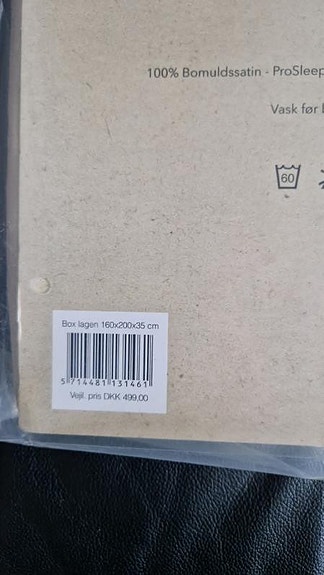 100% Bomuldssatin - ProSleep
Vask før
60
Box lagen 160x200x35 cm
5 714481 131461
Vejl. pris DKK 499.00